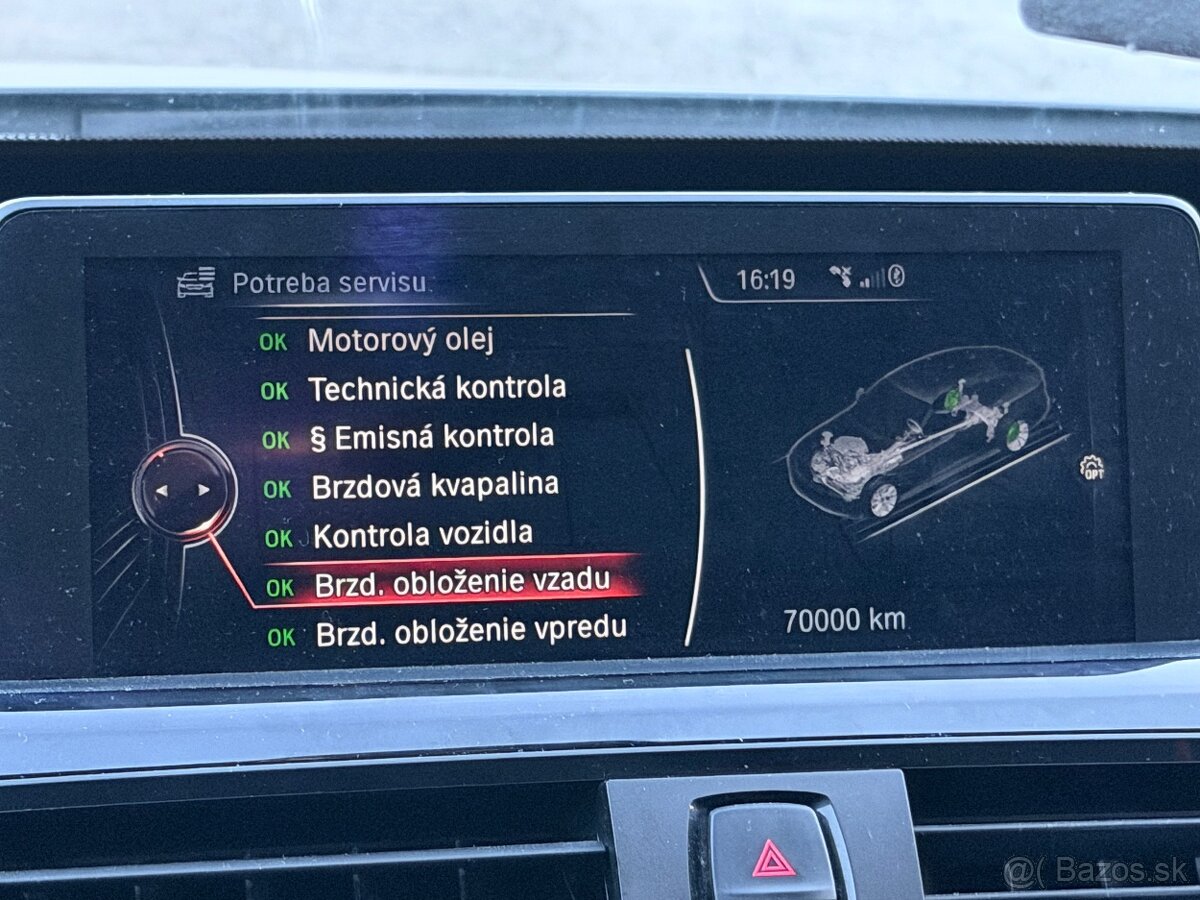 Potreba servisu
16:19
OK Motorový olej
OK Technická kontrola
OK § Emisná kontrola
OK Brzdová kvapalina
OK Kontrola vozidla
OK Brzd. obloženie vzadu
OK Brzd. obloženie vpredu
OPT
70000 km
@( Bazos.sk